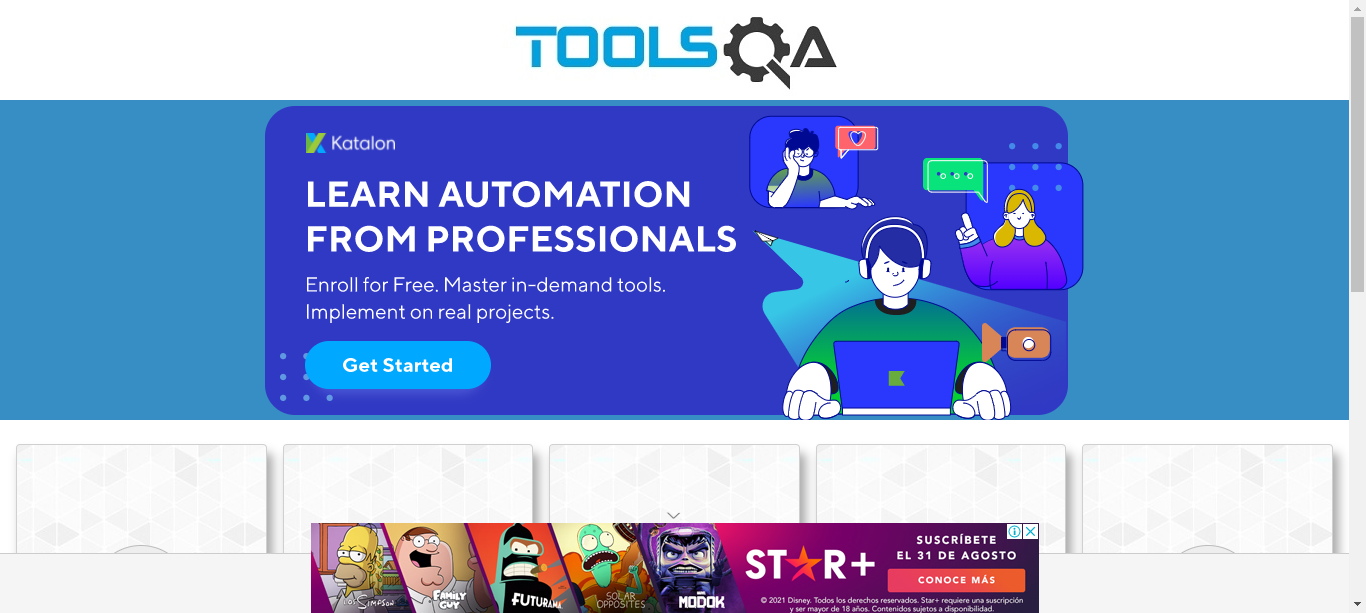 TOOLSQA
Katalon
LEARN AUTOMATION
FROM PROFESSIONALS
Enroll for Free. Master in-demand tools.
Implement on real projects.
Get Started
LOS SIMPSON
FAMILY
GUY
FUTURAMA
SOLAR
OPPOSITES
MODOK
STAR+
SUSCRÍBETE
EL 31 DE AGOSTO
CONOCE MÁS
© 2021 Disney. Todos los derechos reservados. Star+ requiere una suscripción
y ser mayor de 18 años. Contenidos sujetos a disponibilidad.